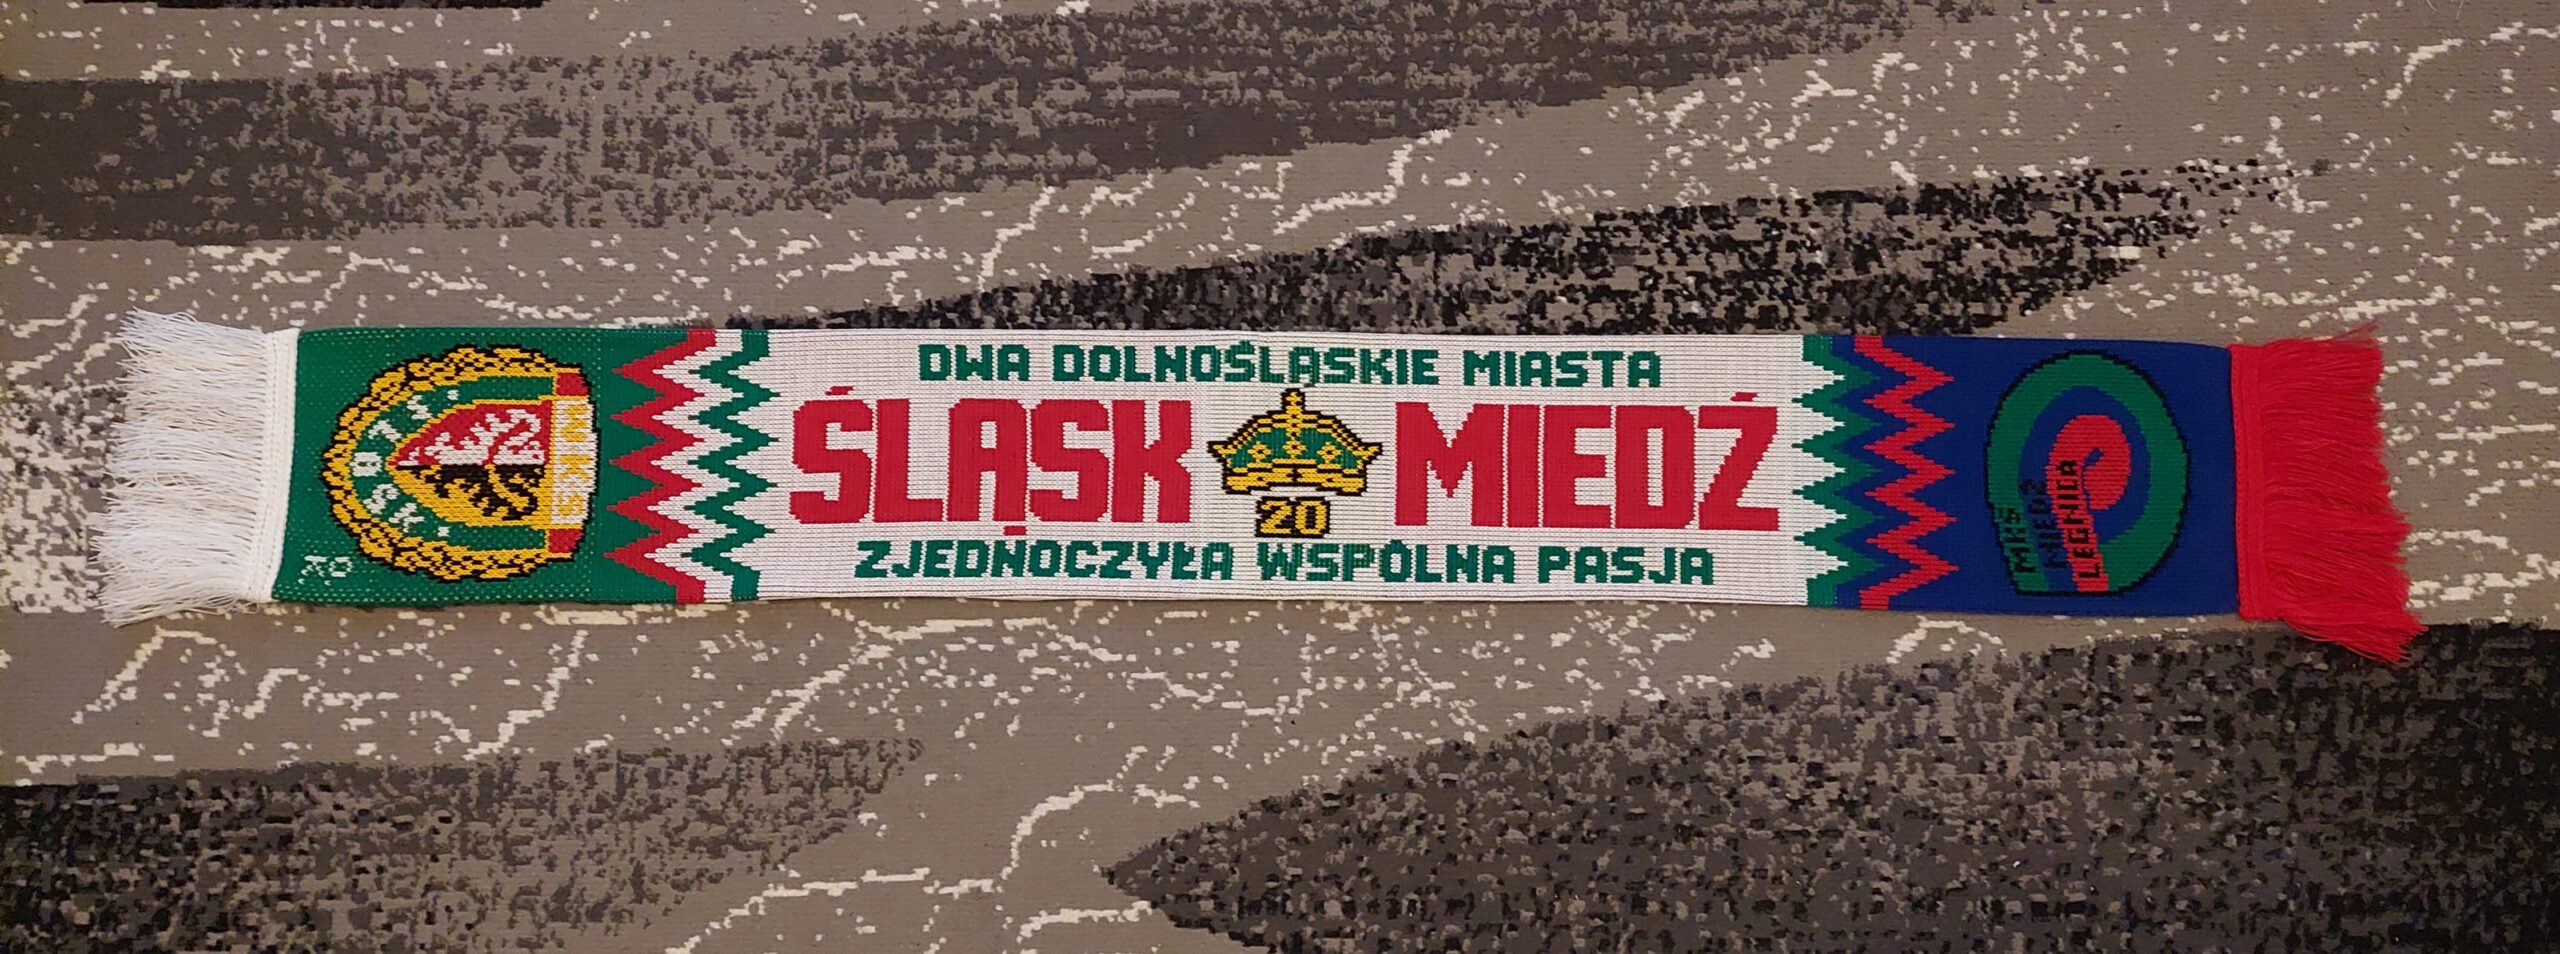 DWA DOLNOŚLĄSKIE MIASTA
ŚLĄSK MIEDŹ
20
ZJEDNOCZYŁA WSPÓLNA PASJA
WKS
MKS
MIEDŹ
LEGNICA